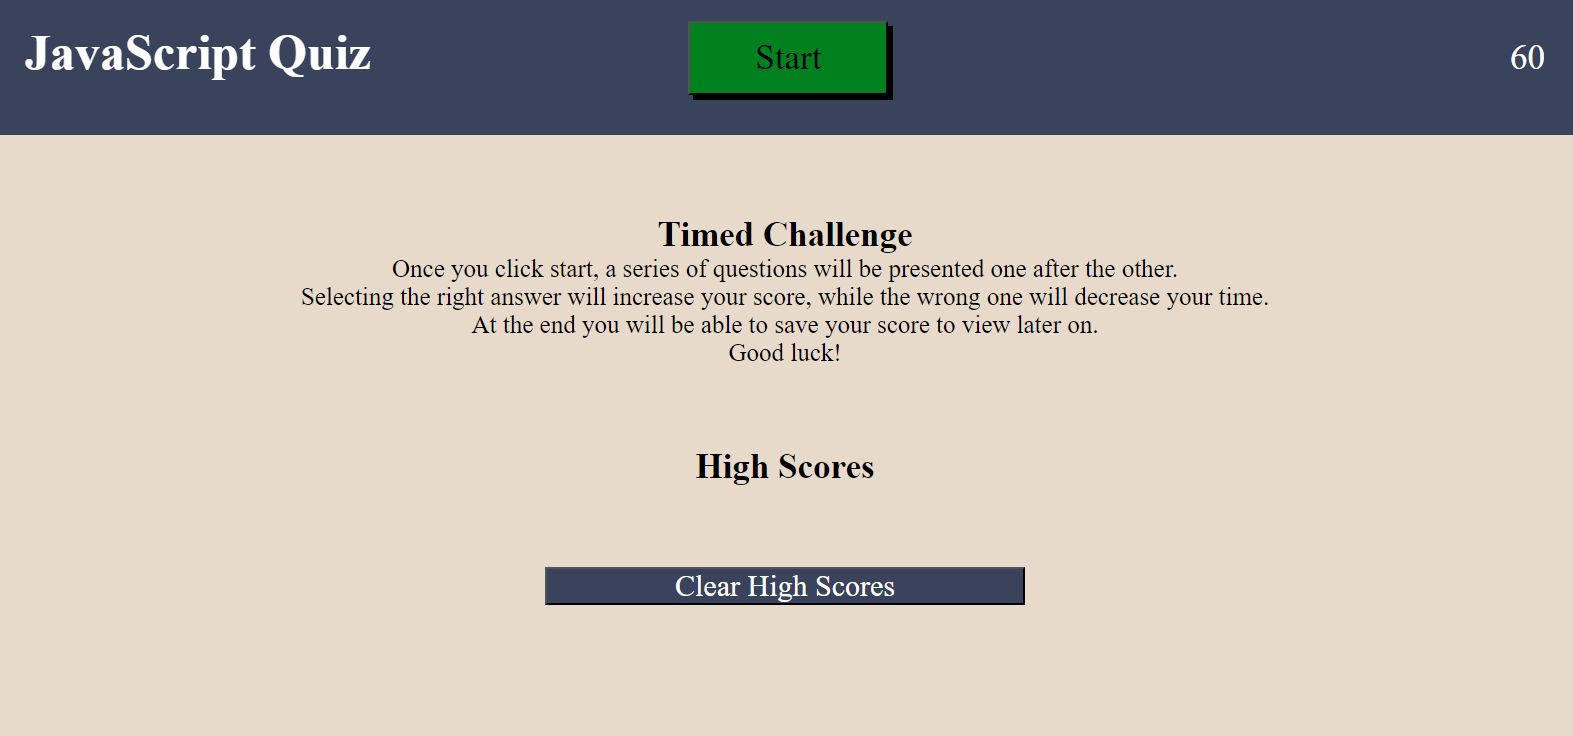 JavaScript Quiz
Start
60
Timed Challenge
Once you click start, a series of questions will be presented one after the other.
Selecting the right answer will increase your score, while the wrong one will decrease your time.
At the end you will be able to save your score to view later on.
Good luck!
High Scores
Clear High Scores